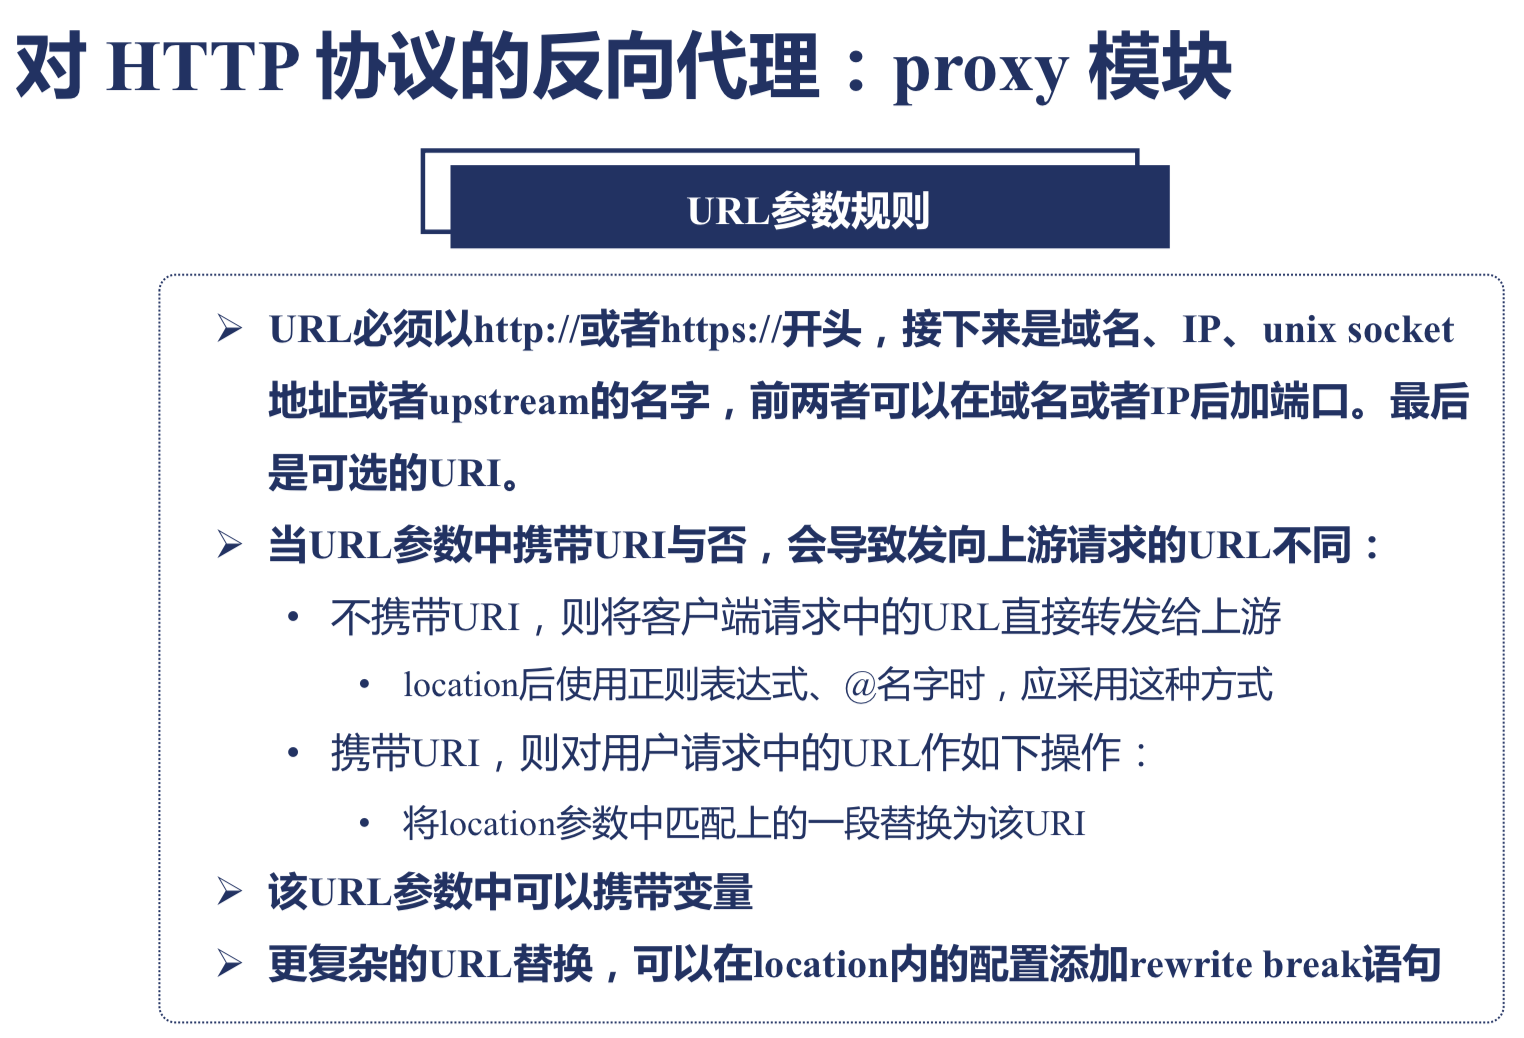 对 HTTP 协议的反向代理：proxy 模块
URL参数规则
➢ URL必须以http://或者https://开头，接下来是域名、IP、unix socket
地址或者upstream的名字，前两者可以在域名或者IP后加端口。最后
是可选的URI。
➢ 当URL参数中携带URI与否，会导致发向上游请求的URL不同：
• 不携带URI，则将客户端请求中的URL直接转发给上游
• location后使用正则表达式、@名字时，应采用这种方式
• 携带URI，则对用户请求中的URL作如下操作：
• 将location参数中匹配上的一段替换为该URI
➢ 该URL参数中可以携带变量
➢ 更复杂的URL替换，可以在location内的配置添加rewrite break语句